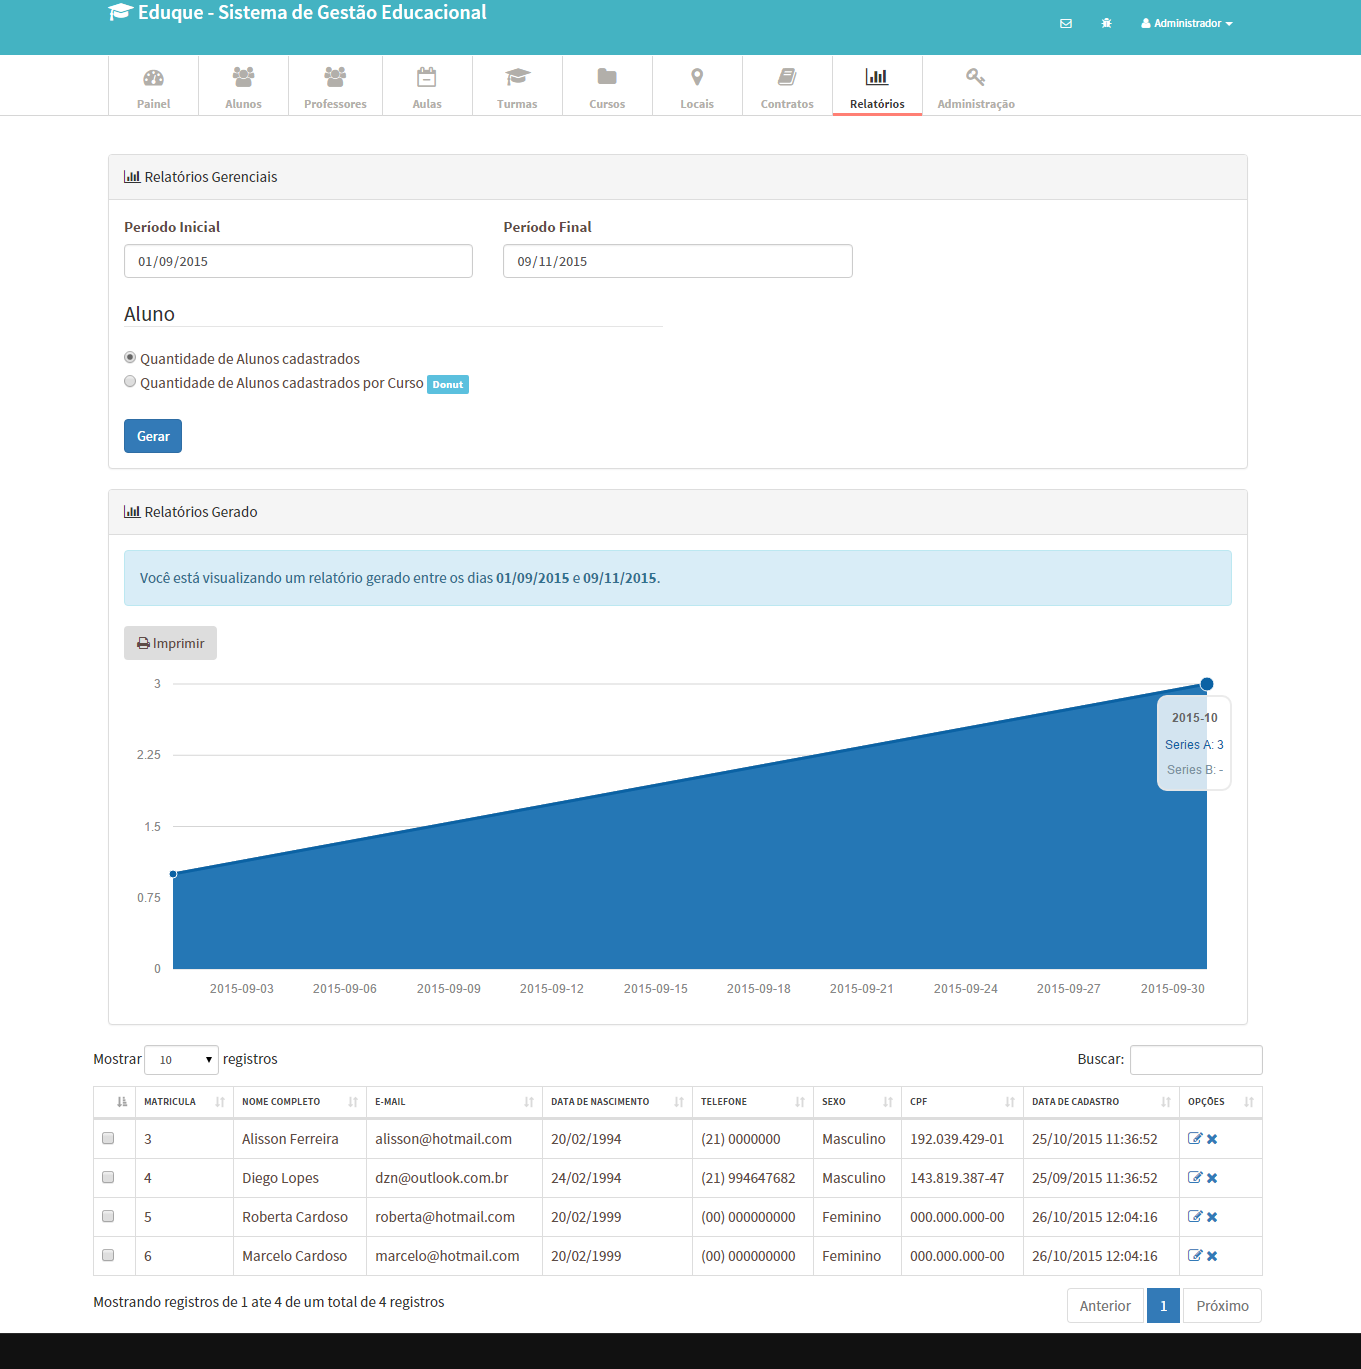 Eduque - Sistema de Gestão Educacional
Administrador
Painel
Alunos
Professores
Aulas
Turmas
Cursos
Locais
Contratos
Relatórios
Administração
Relatórios Gerenciais
Período Inicial
Período Final
01/09/2015
09/11/2015
Aluno
Quantidade de Alunos cadastrados
Quantidade de Alunos cadastrados por Curso Donut
Gerar
Relatórios Gerado
Você está visualizando um relatório gerado entre os dias 01/09/2015 e 09/11/2015.
Imprimir
3
2.25
1.5
0.75
0
2015-10
Series A: 3
Series B: -
2015-09-03 2015-09-06 2015-09-09 2015-09-12 2015-09-15 2015-09-18 2015-09-21 2015-09-24 2015-09-27 2015-09-30
Mostrar 10 registros
Buscar:
MATRICULA NOME COMPLETO E-MAIL DATA DE NASCIMENTO TELEFONE SEXO CPF DATA DE CADASTRO OPÇÕES
3 Alisson Ferreira alisson@hotmail.com 20/02/1994 (21) 0000000 Masculino 192.039.429-01 25/10/2015 11:36:52
4 Diego Lopes dzn@outlook.com.br 24/02/1994 (21) 994647682 Masculino 143.819.387-47 25/09/2015 11:36:52
5 Roberta Cardoso roberta@hotmail.com 20/02/1999 (00) 000000000 Feminino 000.000.000-00 26/10/2015 12:04:16
6 Marcelo Cardoso marcelo@hotmail.com 20/02/1999 (00) 000000000 Feminino 000.000.000-00 26/10/2015 12:04:16
Mostrando registros de 1 ate 4 de um total de 4 registros
Anterior 1 Próximo